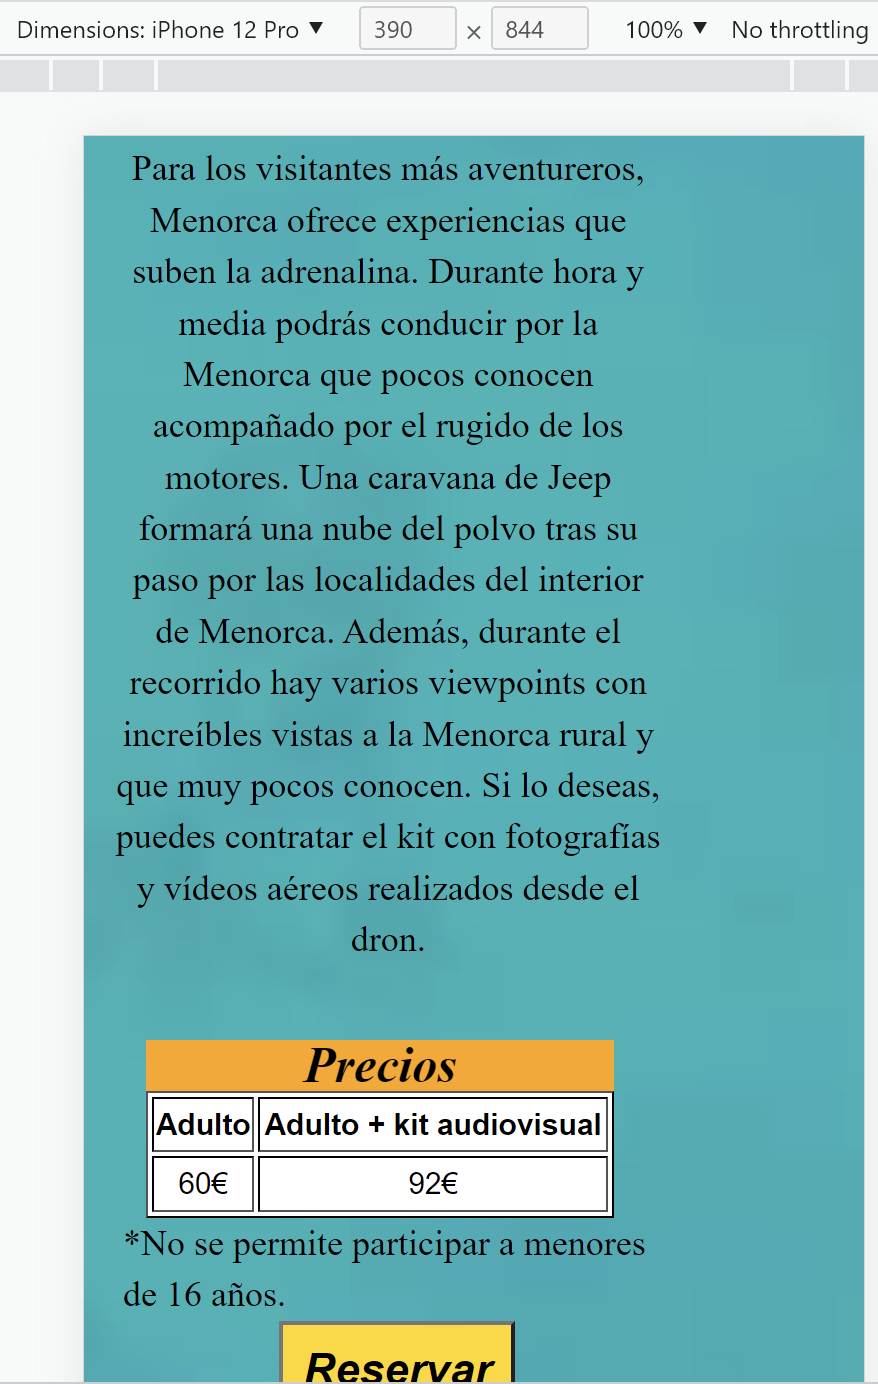 Dimensions: iPhone 12 Pro ▼ 390 × 844 100% ▼ No throttling
Para los visitantes más aventureros,
Menorca ofrece experiencias que
suben la adrenalina. Durante hora y
media podrás conducir por la
Menorca que pocos conocen
acompañado por el rugido de los
motores. Una caravana de Jeep
formará una nube del polvo tras su
paso por las localidades del interior
de Menorca. Además, durante el
recorrido hay varios viewpoints con
increíbles vistas a la Menorca rural y
que muy pocos conocen. Si lo deseas,
puedes contratar el kit con fotografías
y vídeos aéreos realizados desde el
dron.
Precios
Adulto Adulto + kit audiovisual
60€ 92€
*No se permite participar a menores
de 16 años.
Reservar